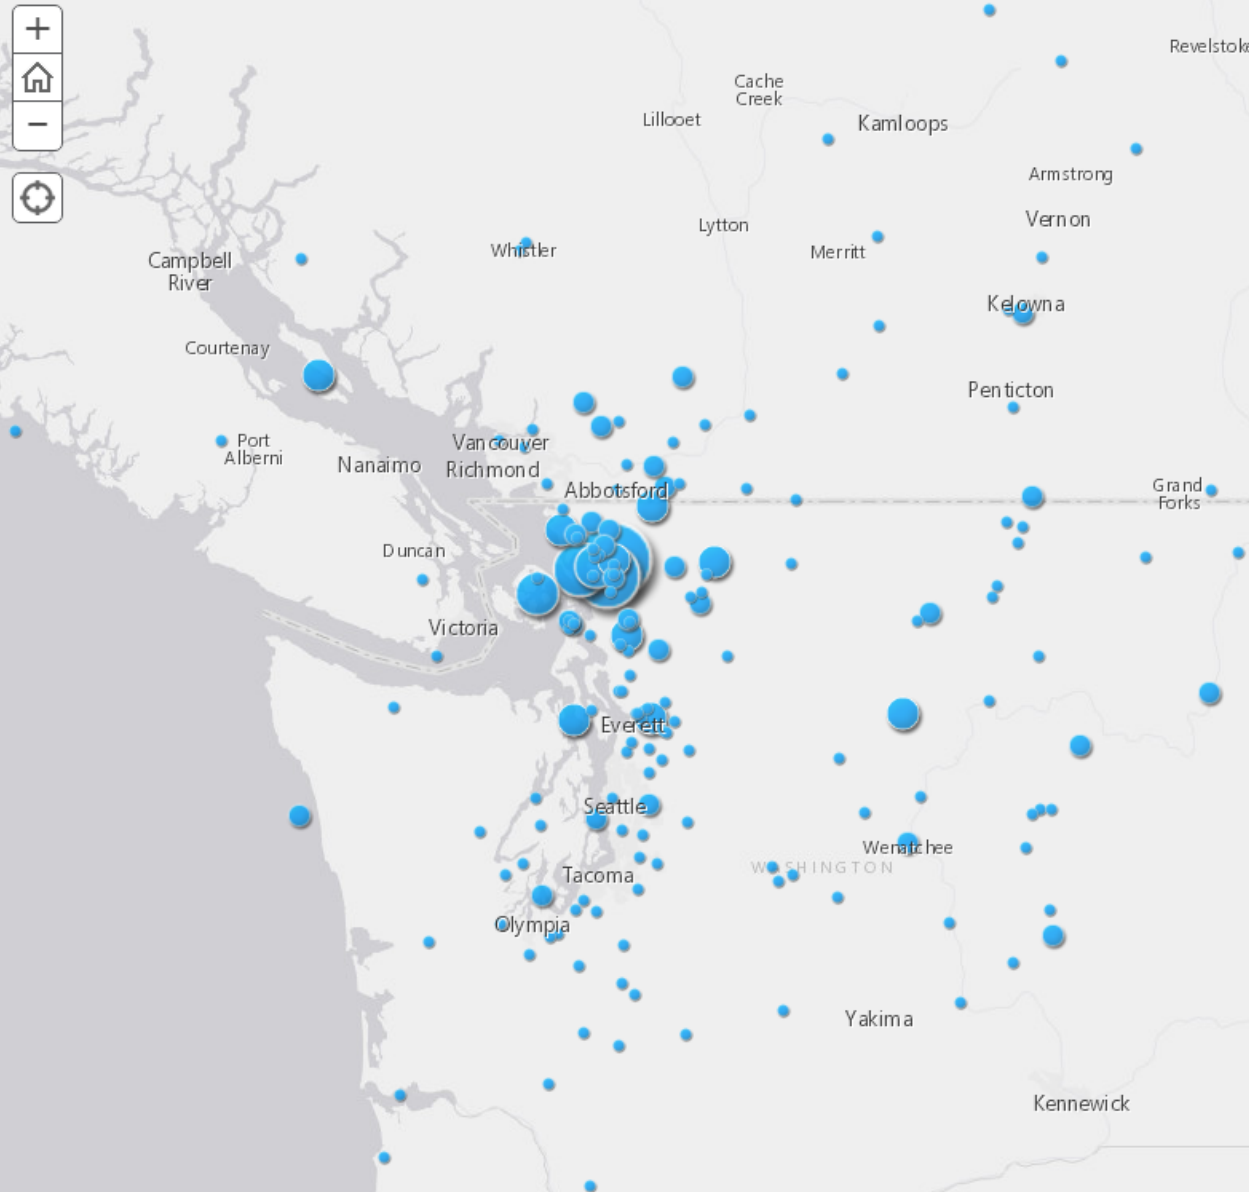 +
Revelstoke
Cache
Creek
Lillooet
Kamloops
−
Armstrong
Vernon
Lytton
Whistler
Merritt
Campbell
River
Kelowna
Courtenay
Penticton
Vancouver
Port
Alberni
Nanaimo
Richmond
Abbotsford
Grand
Forks
Duncan
Victoria
Everett
Seattle
Wenatchee
WASHINGTON
Tacoma
Olympia
Yakima
Kennewick